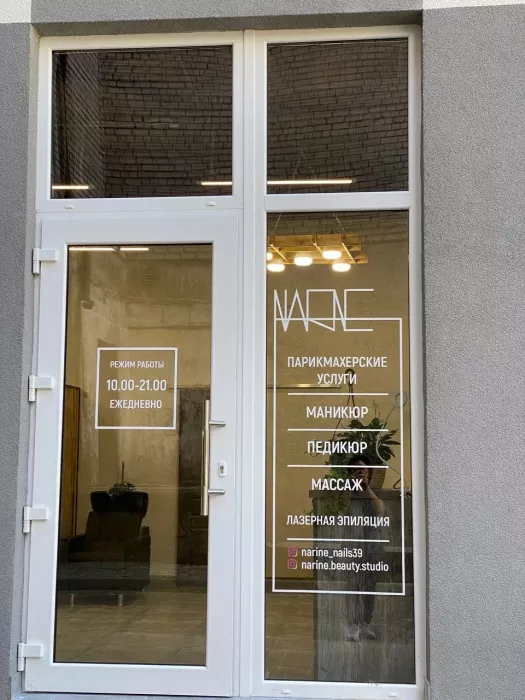 РЕЖИМ РАБОТЫ
10.00-21.00
ЕЖЕДНЕВНО
NARINE
ПАРИКМАХЕРСКИЕ
УСЛУГИ
МАНИКЮР
ПЕДИКЮР
МАССАЖ
ЛАЗЕРНАЯ ЭПИЛЯЦИЯ
narine_nails39
narine.beauty.studio